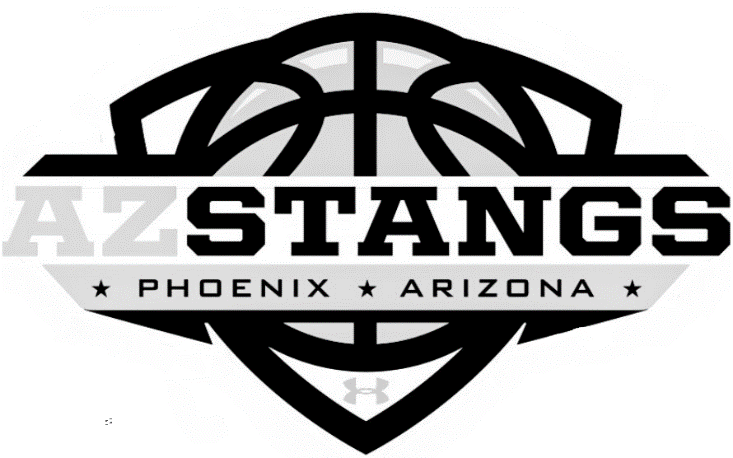 AZSTANGS
★ PHOENIX ★ ARIZONA ★